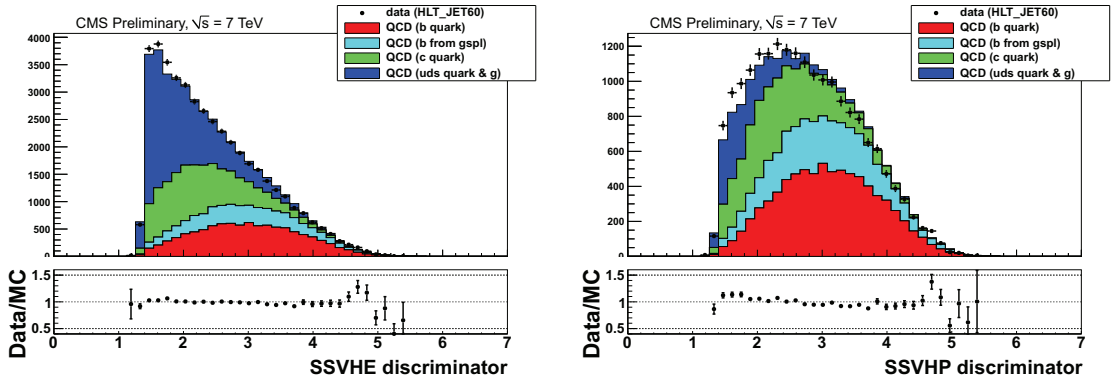 CMS Preliminary, √s = 7 TeV
data (HLT_JET60)
QCD (b quark)
QCD (b from gspl)
QCD (c quark)
QCD (uds quark & g)
4000
3500
3000
2500
2000
1500
1000
500
0
Data/MC
1.5
1
0.5
0 1 2 3 4 5 6 7
SSVHE discriminator
CMS Preliminary, √s = 7 TeV
data (HLT_JET60)
QCD (b quark)
QCD (b from gspl)
QCD (c quark)
QCD (uds quark & g)
1200
1000
800
600
400
200
0
Data/MC
1.5
1
0.5
0 1 2 3 4 5 6 7
SSVHP discriminator